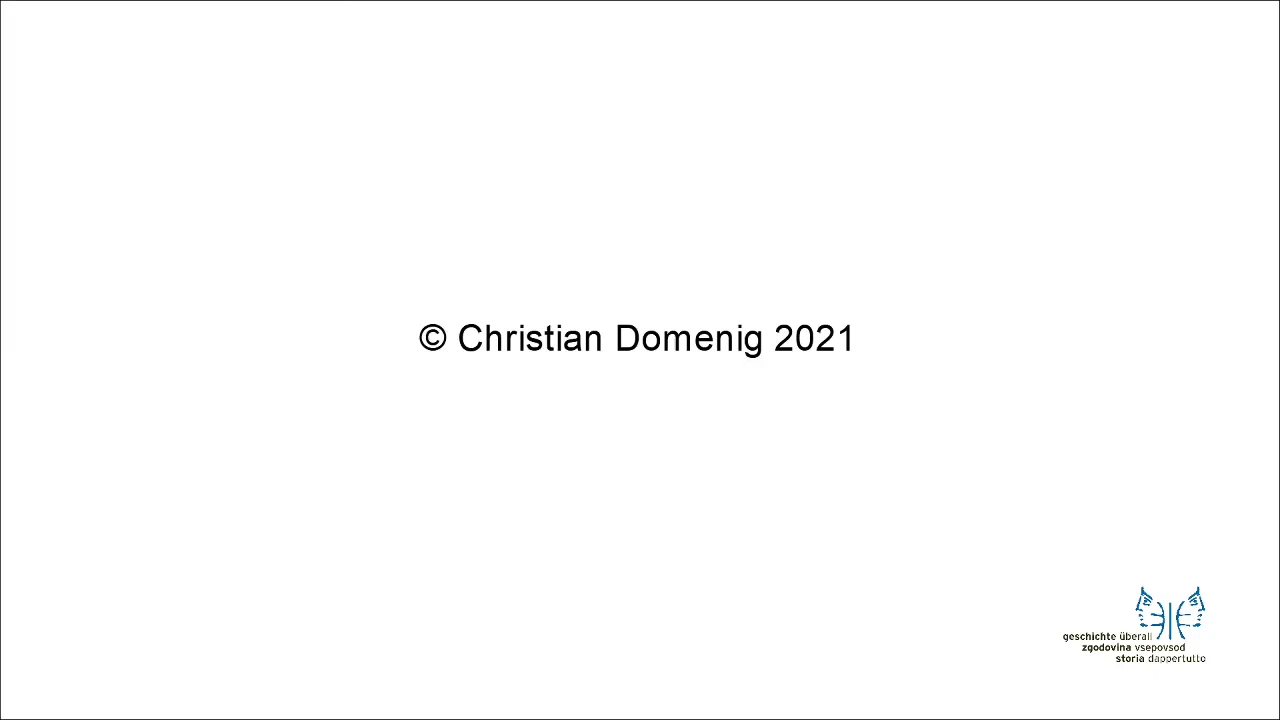 © Christian Domenig 2021
geschichte überall
zgodovina vsepovsod
storia dappertutto